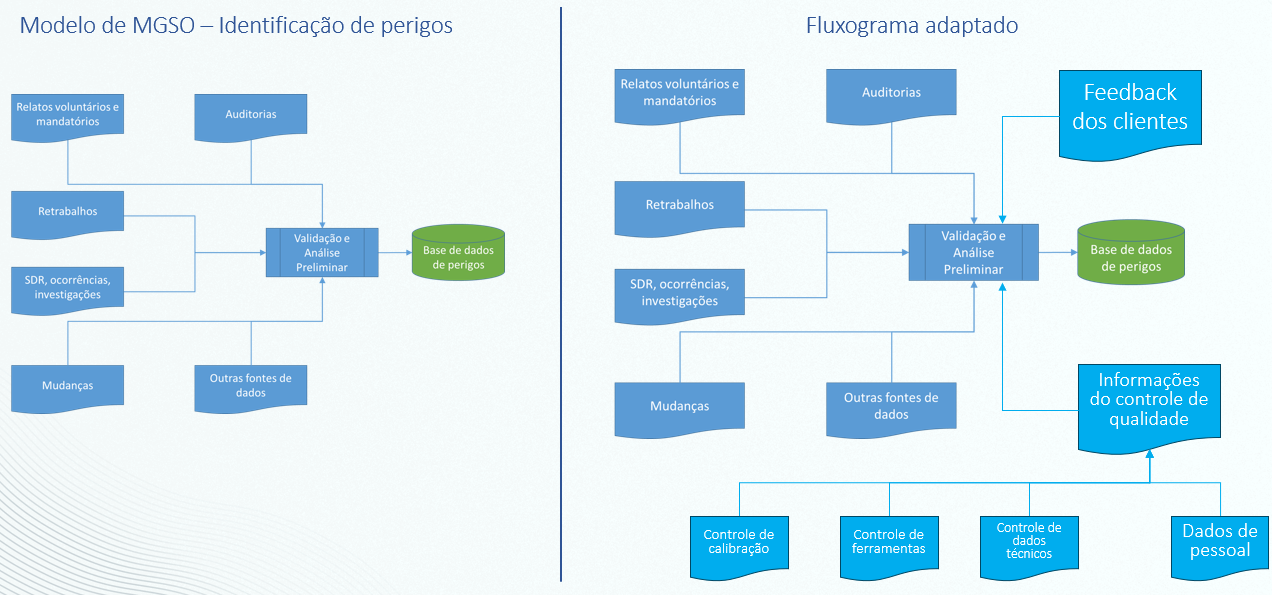 Modelo de MGSO – Identificação de perigos
Relatos voluntários e
mandatórios
Auditorias
Retrabalhos
Validação e
Análise
Preliminar
Base de dados
de perigos
SDR, ocorrências,
investigações
Mudanças
Outras fontes de
dados
Fluxograma adaptado
Relatos voluntários e
mandatórios
Auditorias
Feedback
dos clientes
Retrabalhos
Validação e
Análise
Preliminar
Base de dados
de perigos
SDR, ocorrências,
investigações
Mudanças
Outras fontes de
dados
Informações
do controle de
qualidade
Controle de
calibração
Controle de
ferramentas
Controle de
dados
técnicos
Dados de
pessoal